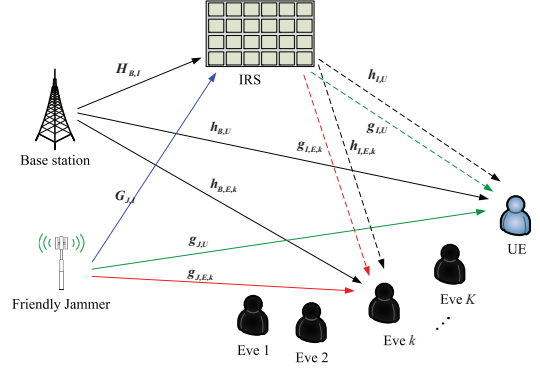 IRS
H_{B,I}
h_{I,U}
h_{B,U}
g_{I,U}
g_{I,E,k}
h_{I,E,k}
Base station
h_{B,E,k}
G_{J,I}
g_{J,U}
UE
g_{J,E,k}
Friendly Jammer
Eve K
...
Eve 1
Eve 2
Eve k